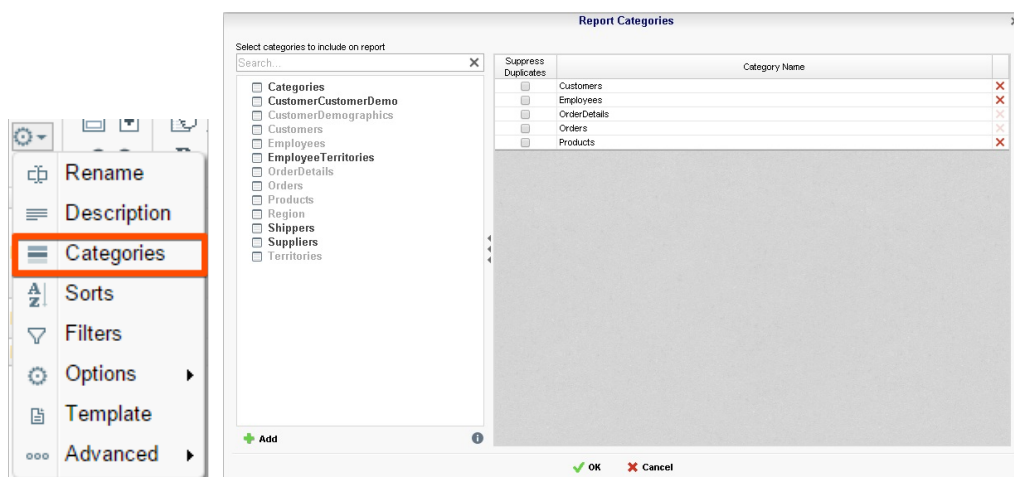 Rename
Description
Categories
Sorts
Filters
Options
Template
Advanced
Report Categories
Select categories to include on report
Search...
Categories
CustomerCustomerDemo
CustomerDemographics
Customers
Employees
EmployeeTerritories
OrderDetails
Orders
Products
Region
Shippers
Suppliers
Territories
Add
Suppress
Duplicates
Category Name
Customers
Employees
OrderDetails
Orders
Products
OK Cancel